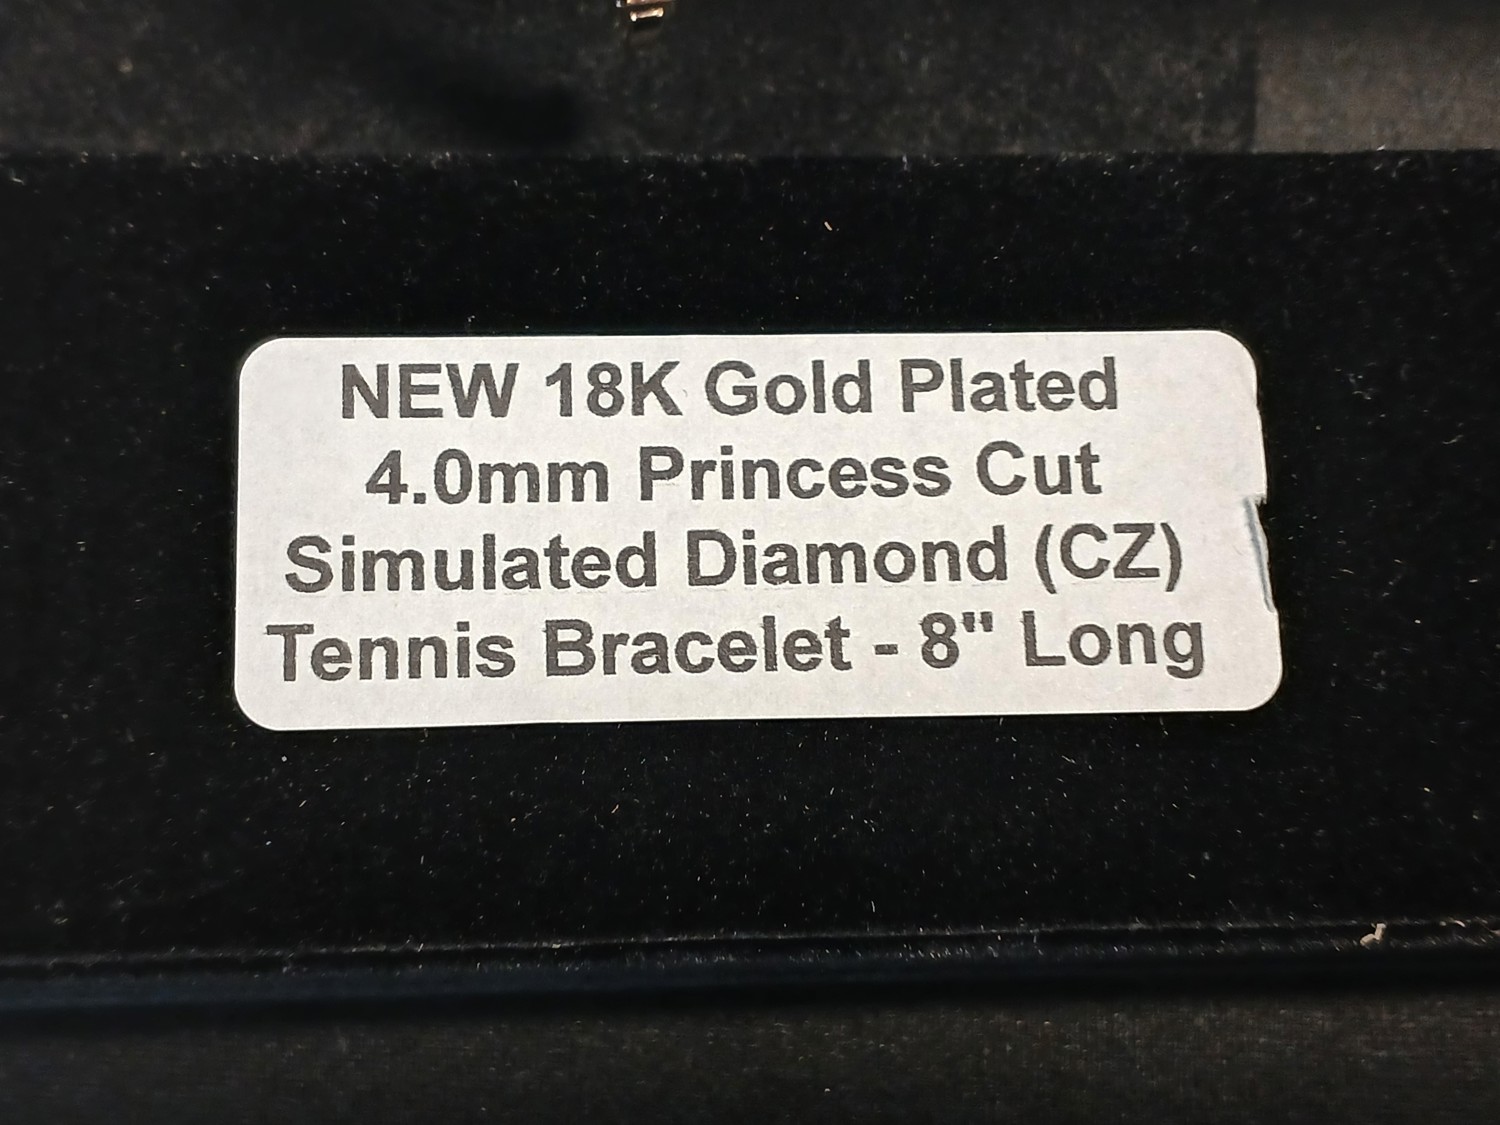 NEW 18K Gold Plated
4.0mm Princess Cut
Simulated Diamond (CZ)
Tennis Bracelet - 8" Long